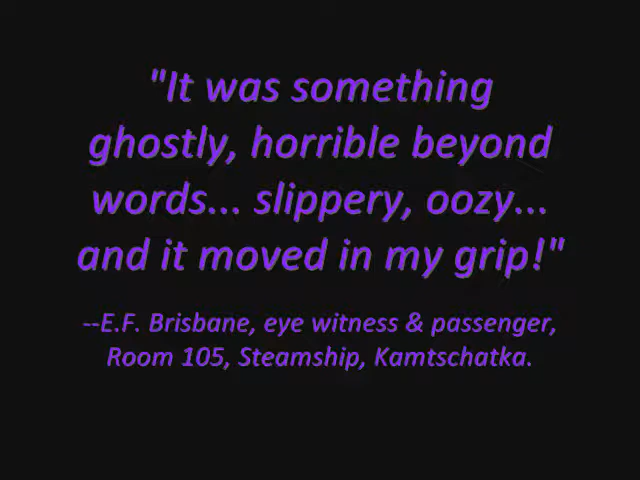 "It was something
ghostly, horrible beyond
words... slippery, oozy...
and it moved in my grip!"
--E.F. Brisbane, eye witness & passenger,
Room 105, Steamship, Kamtschatka.